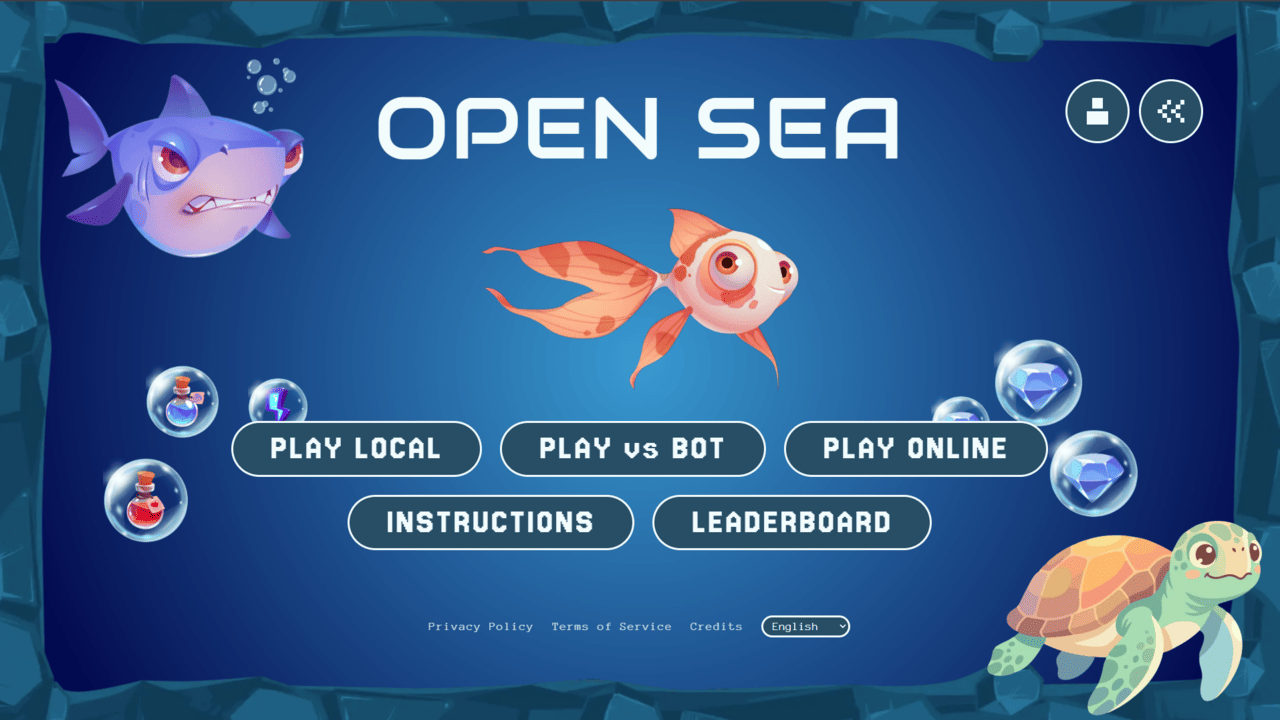 OPEN SEA
PLAY LOCAL
PLAY vs BOT
PLAY ONLINE
INSTRUCTIONS
LEADERBOARD
Privacy Policy
Terms of Service
Credits
English